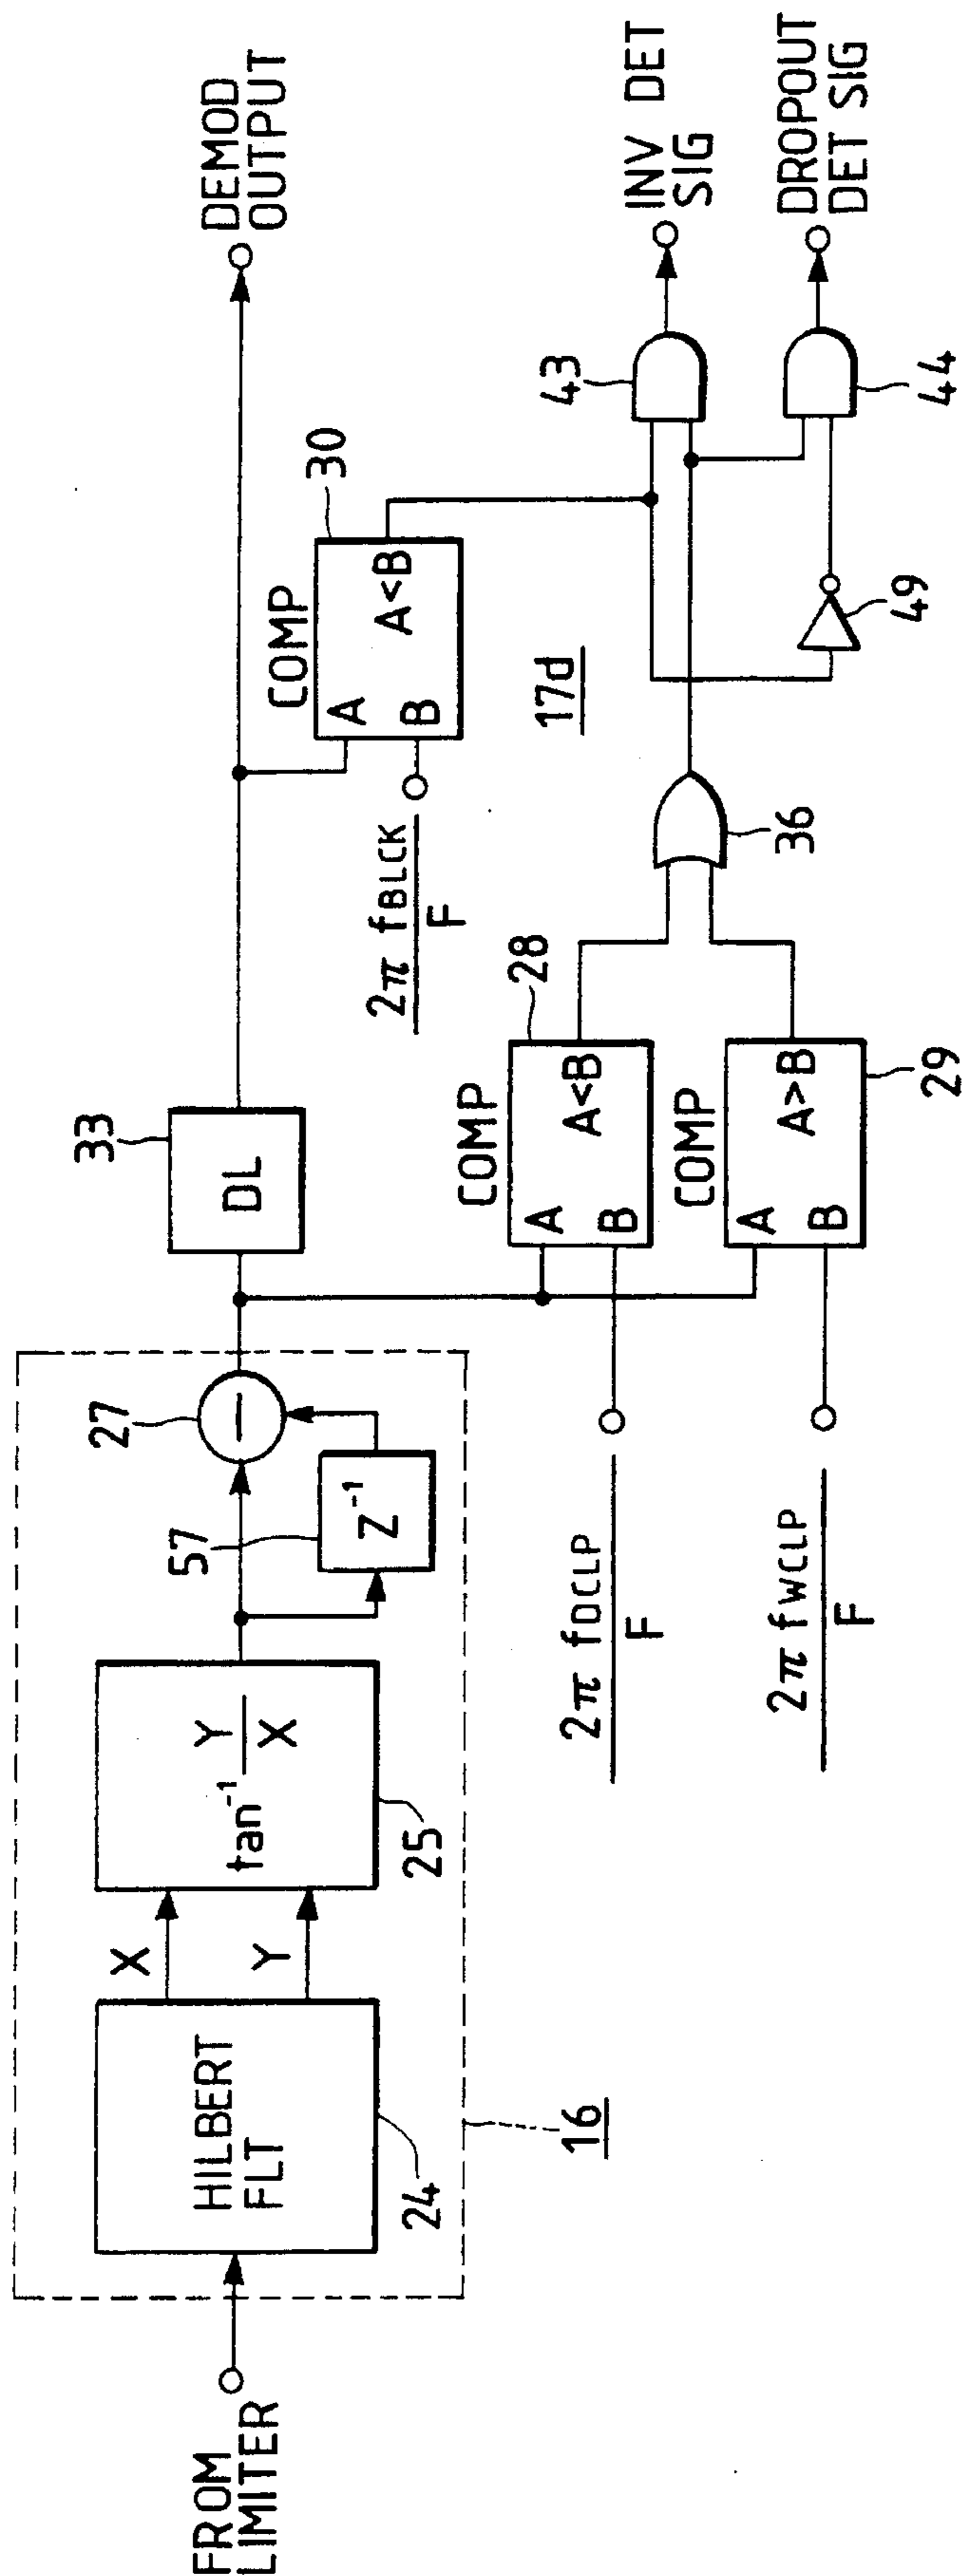 FROM
LIMITER
HILBERT
FLT
24
X
Y
tan⁻¹ Y
X
25
16
57
Z⁻¹
27
—
33
DL
DEMOD
OUTPUT
COMP
30
A
B
A<B
2π fBLCK
F
17d
COMP
28
A
B
A<B
2π fDCLP
F
COMP
29
A
B
A>B
2π fWCLP
F
36
49
43
INV DET
SIG
44
DROPOUT
DET SIG